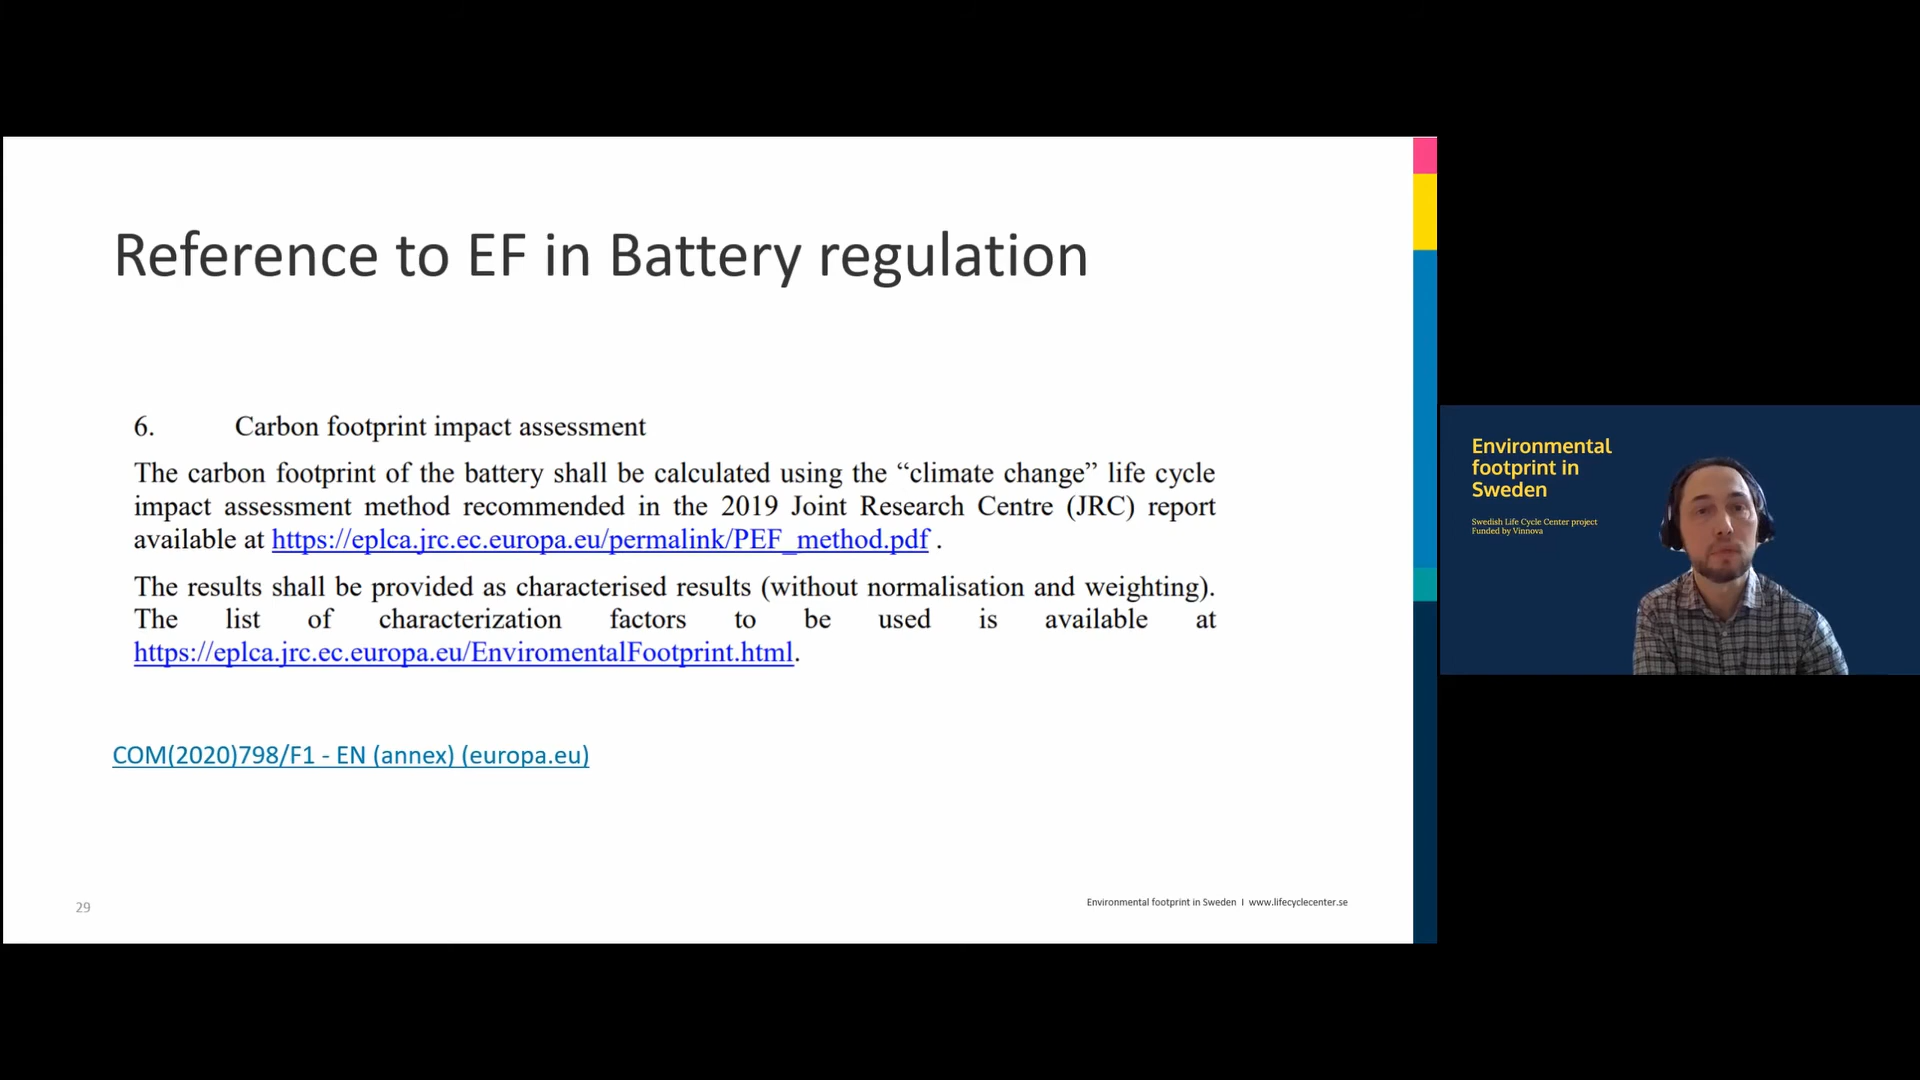 Reference to EF in Battery regulation
6. Carbon footprint impact assessment
The carbon footprint of the battery shall be calculated using the “climate change” life cycle
impact assessment method recommended in the 2019 Joint Research Centre (JRC) report
available at https://eplca.jrc.ec.europa.eu/permalink/PEF_method.pdf .
The results shall be provided as characterised results (without normalisation and weighting).
The list of characterization factors to be used is available at
https://eplca.jrc.ec.europa.eu/EnviromentalFootprint.html.
COM(2020)798/F1 - EN (annex) (europa.eu)
29
Environmental footprint in Sweden I www.lifecyclecenter.se
Environmental
footprint in
Sweden
Swedish Life Cycle Center project
Funded by Vinnova